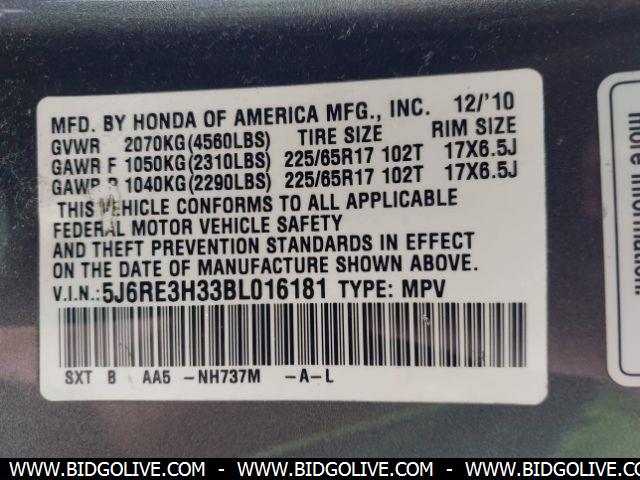 MFD. BY HONDA OF AMERICA MFG., INC. 12/'10
GVWR 2070KG(4560LBS) TIRE SIZE RIM SIZE
GAWR F 1050KG(2310LBS) 225/65R17 102T 17X6.5J
GAWR R 1040KG(2290LBS) 225/65R17 102T 17X6.5J
THIS VEHICLE CONFORMS TO ALL APPLICABLE
FEDERAL MOTOR VEHICLE SAFETY
AND THEFT PREVENTION STANDARDS IN EFFECT
ON THE DATE OF MANUFACTURE SHOWN ABOVE.
V.I.N.:5J6RE3H33BL016181 TYPE: MPV
SXT B AA5 -NH737M -A-L
more information.
WWW.BIDGOLIVE.COM - WWW.BIDGOLIVE.COM - WWW.BIDGOLIVE.COM